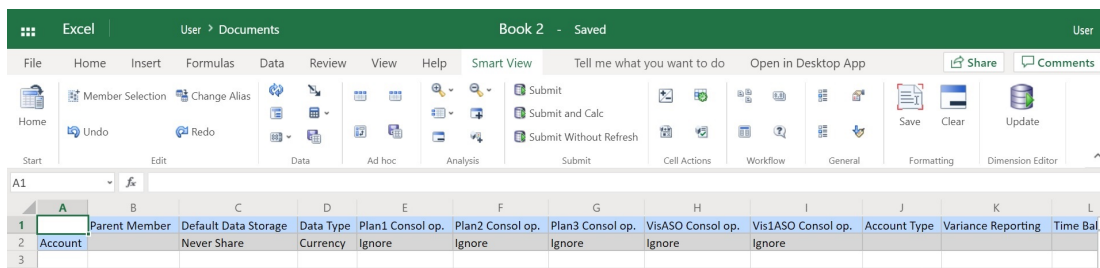 Excel User > Documents Book 2 - Saved User
File Home Insert Formulas Data Review View Help Smart View Tell me what you want to do Open in Desktop App Share Comments
Member Selection Change Alias Submit
Submit and Calc
Home Undo Redo Submit Without Refresh Save Clear Update
Start Edit Data Ad hoc Analysis Submit Cell Actions Workflow General Formatting Dimension Editor
A1 fx
A B C D E F G H I J K L
1 Parent Member Default Data Storage Data Type Plan1 Consol op. Plan2 Consol op. Plan3 Consol op. VisASO Consol op. Vis1ASO Consol op. Account Type Variance Reporting Time Bal
2 Account Never Share Currency Ignore Ignore Ignore Ignore Ignore
3